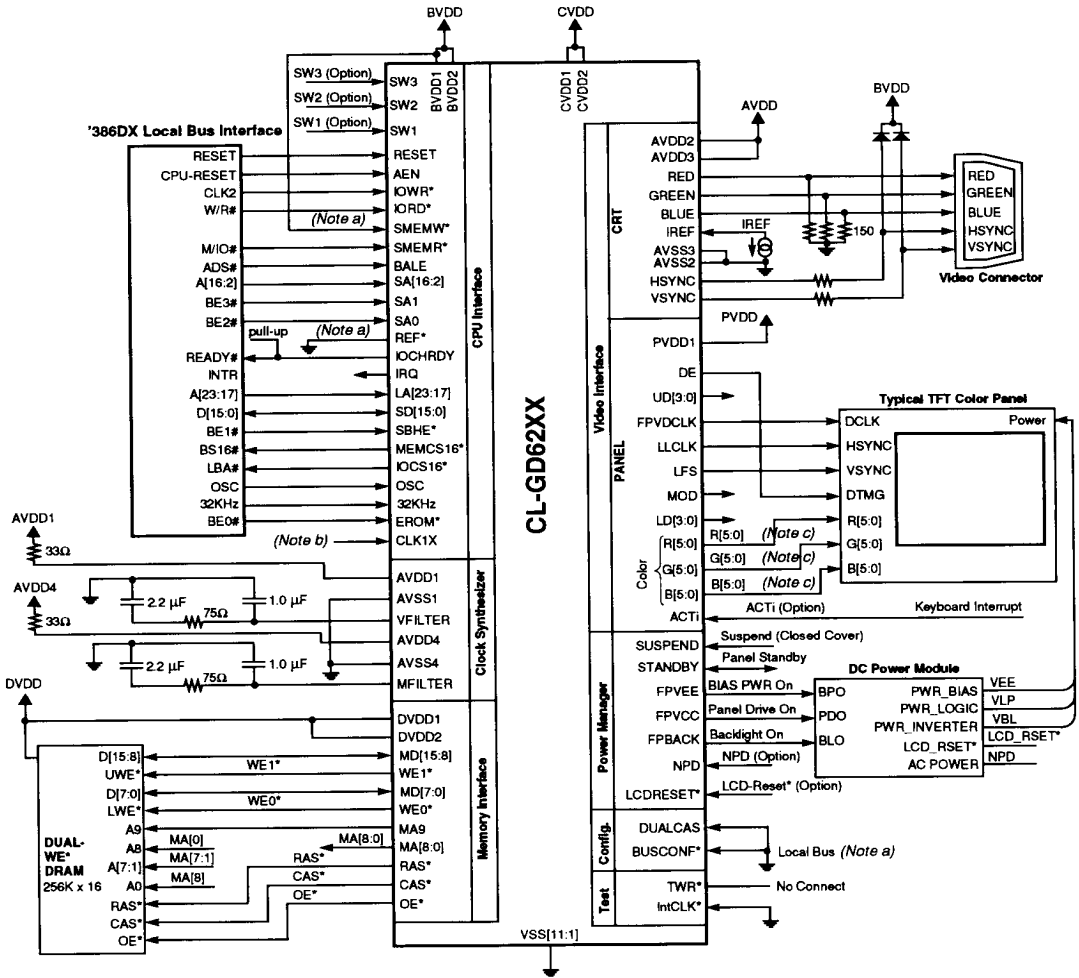 BVDD
CVDD
SW3 (Option)
SW2 (Option)
SW1 (Option)
SW3
SW2
SW1
BVDD1
BVDD2
CVDD1
CVDD2
'386DX Local Bus Interface
RESET
CPU-RESET
CLK2
W/R#
M/IO#
ADS#
A[16:2]
BE3#
BE2#
READY#
INTR
A[23:17]
D[15:0]
BE1#
BS16#
LBA#
OSC
32KHz
BE0#
(Note a)
(Note a)
pull-up
(Note b)
RESET
AEN
IOWR*
IORD*
SMEMW*
SMEMR*
BALE
SA[16:2]
SA1
SA0
REF*
IOCHRDY
IRQ
LA[23:17]
SD[15:0]
SBHE*
MEMCS16*
IOCS16*
OSC
32KHz
EROM*
CLK1X
CPU Interface
AVDD1
33Ω
AVDD4
33Ω
2.2 µF
75Ω
1.0 µF
2.2 µF
75Ω
1.0 µF
AVDD1
AVSS1
VFILTER
AVDD4
AVSS4
MFILTER
Clock Synthesizer
DVDD
DVDD1
DVDD2
MD[15:8]
WE1*
MD[7:0]
WE0*
MA9
MA[8:0]
RAS*
CAS*
OE*
Memory Interface
D[15:8]
UWE*
D[7:0]
LWE*
A9
A8
A[7:1]
A0
RAS*
CAS*
OE*
DUAL-
WE*
DRAM
256K x 16
WE1*
WE0*
MA[0]
MA[7:1]
MA[8]
MA[8:0]
RAS*
CAS*
OE*
CL-GD62XX
VSS[11:1]
Video Interface
CRT
AVDD
AVDD2
AVDD3
RED
GREEN
BLUE
IREF
AVSS3
AVSS2
HSYNC
VSYNC
IREF
150
BVDD
RED
GREEN
BLUE
HSYNC
VSYNC
Video Connector
PANEL
PVDD
PVDD1
DE
UD[3:0]
FPVDCLK
LLCLK
LFS
MOD
LD[3:0]
Color
R[5:0]
G[5:0]
B[5:0]
ACTi
R[5:0] (Note c)
G[5:0] (Note c)
B[5:0] (Note c)
ACTi (Option)
Keyboard Interrupt
Typical TFT Color Panel
Power
DCLK
HSYNC
VSYNC
DTMG
R[5:0]
G[5:0]
B[5:0]
Power Manager
SUSPEND
STANDBY
FPVEE
FPVCC
FPBACK
NPD
LCDRESET*
Suspend (Closed Cover)
Panel Standby
BIAS PWR On
Panel Drive On
Backlight On
NPD (Option)
LCD-Reset* (Option)
DC Power Module
BPO
PDO
BLO
PWR_BIAS
PWR_LOGIC
PWR_INVERTER
LCD_RSET*
AC POWER
VEE
VLP
VBL
LCD_RSET*
NPD
Config.
DUALCAS
BUSCONF*
Local Bus (Note a)
Test
TWR*
IntCLK*
No Connect